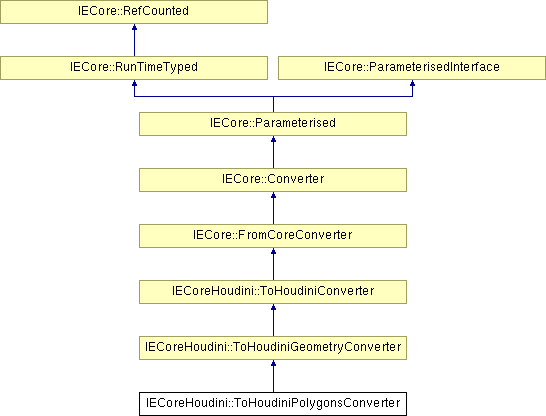 IECore::RefCounted
IECore::RunTimeTyped
IECore::ParameterisedInterface
IECore::Parameterised
IECore::Converter
IECore::FromCoreConverter
IECoreHoudini::ToHoudiniConverter
IECoreHoudini::ToHoudiniGeometryConverter
IECoreHoudini::ToHoudiniPolygonsConverter